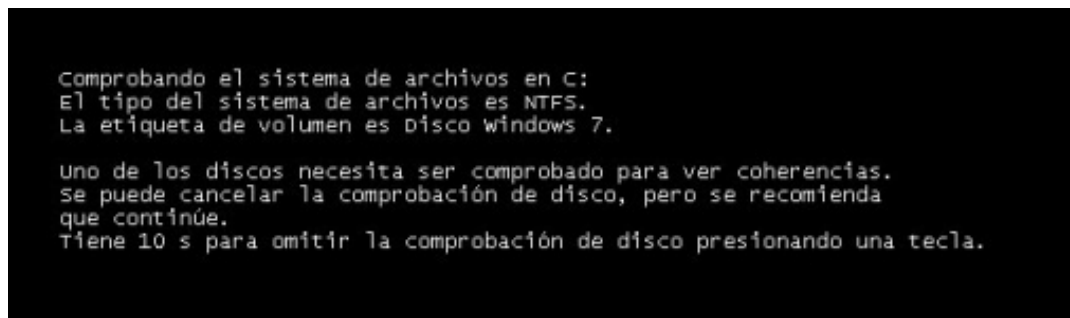 Comprobando el sistema de archivos en C:
El tipo del sistema de archivos es NTFS.
La etiqueta de volumen es Disco Windows 7.
Uno de los discos necesita ser comprobado para ver coherencias.
Se puede cancelar la comprobación de disco, pero se recomienda
que continúe.
Tiene 10 s para omitir la comprobación de disco presionando una tecla.